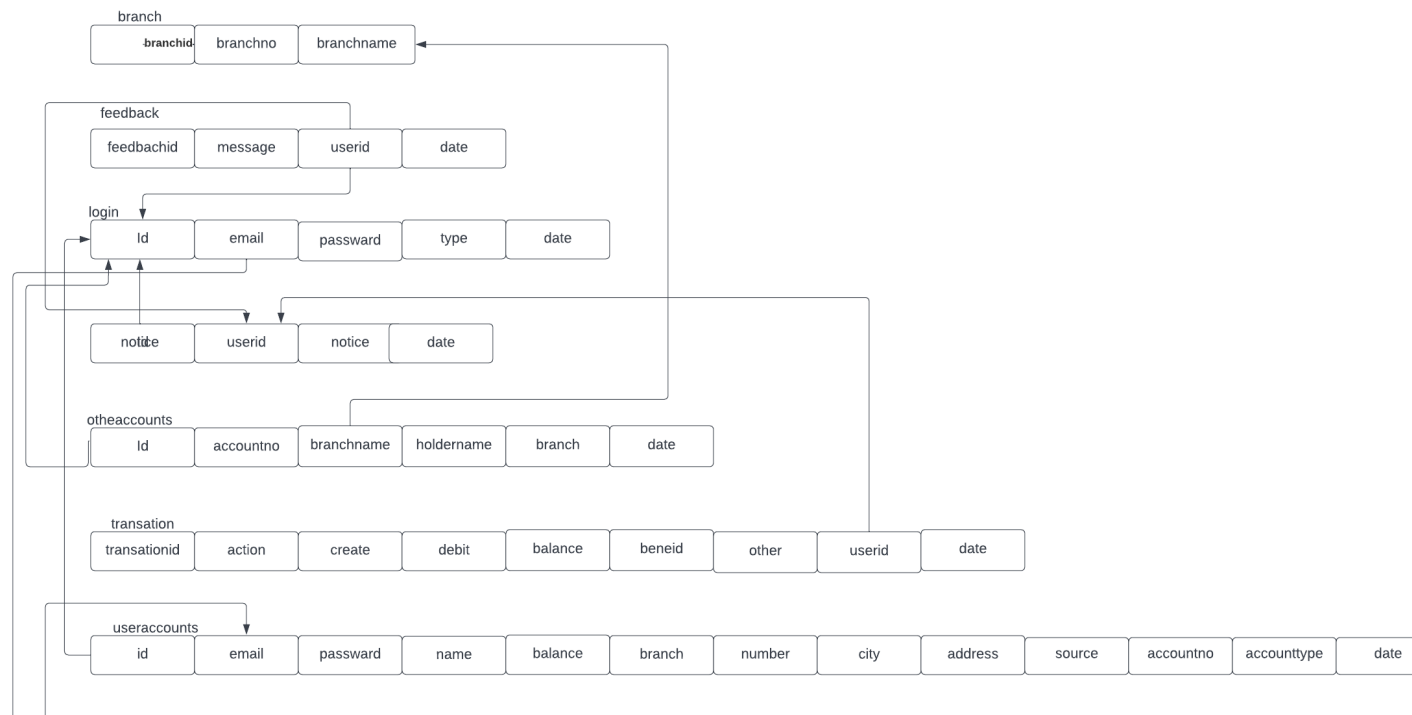 branch
branchid branchno branchname
feedback
feedbachid message userid date
login
Id email passward type date
notice id userid notice date
otheaccounts
Id accountno branchname holdername branch date
transation
transationid action create debit balance beneid other userid date
useraccounts
id email passward name balance branch number city address source accountno accounttype date